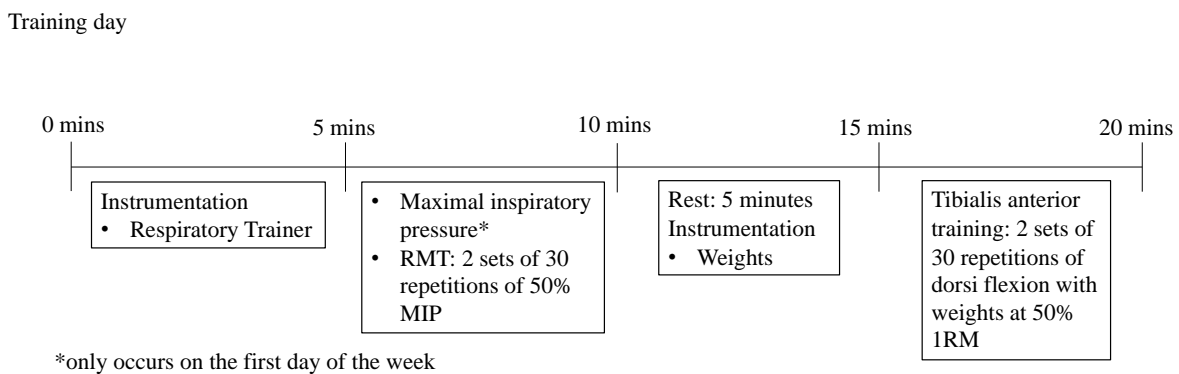 Training day
0 mins
5 mins
10 mins
15 mins
20 mins
Instrumentation
• Respiratory Trainer
• Maximal inspiratory
pressure*
• RMT: 2 sets of 30
repetitions of 50%
MIP
Rest: 5 minutes
Instrumentation
• Weights
Tibialis anterior
training: 2 sets of
30 repetitions of
dorsi flexion with
weights at 50%
1RM
*only occurs on the first day of the week